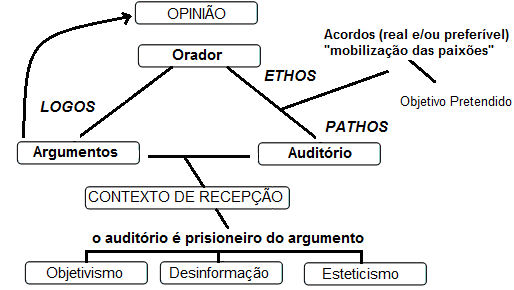 OPINIÃO
Acordos (real e/ou preferível)
"mobilização das paixões"
Orador
ETHOS
Objetivo Pretendido
LOGOS
PATHOS
Argumentos
Auditório
CONTEXTO DE RECEPÇÃO
o auditório é prisioneiro do argumento
Objetivismo
Desinformação
Esteticismo